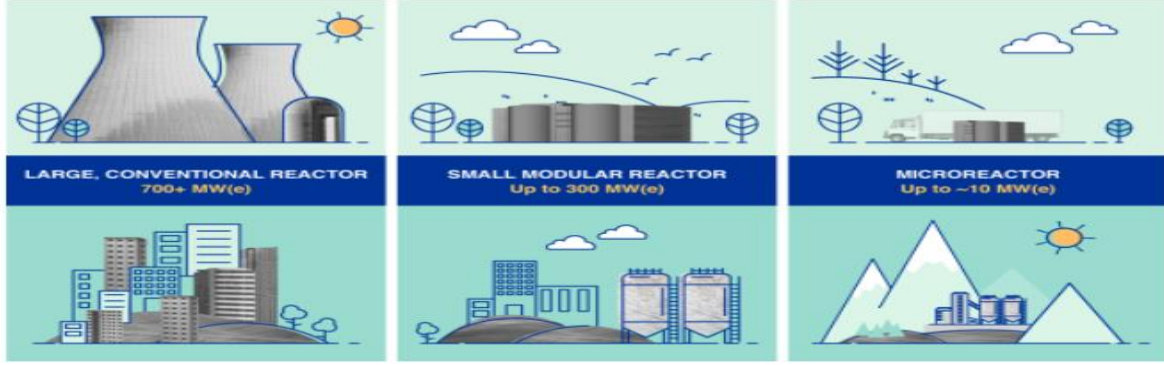 LARGE, CONVENTIONAL REACTOR
700+ MW(e)
SMALL MODULAR REACTOR
Up to 300 MW(e)
MICROREACTOR
Up to ~10 MW(e)